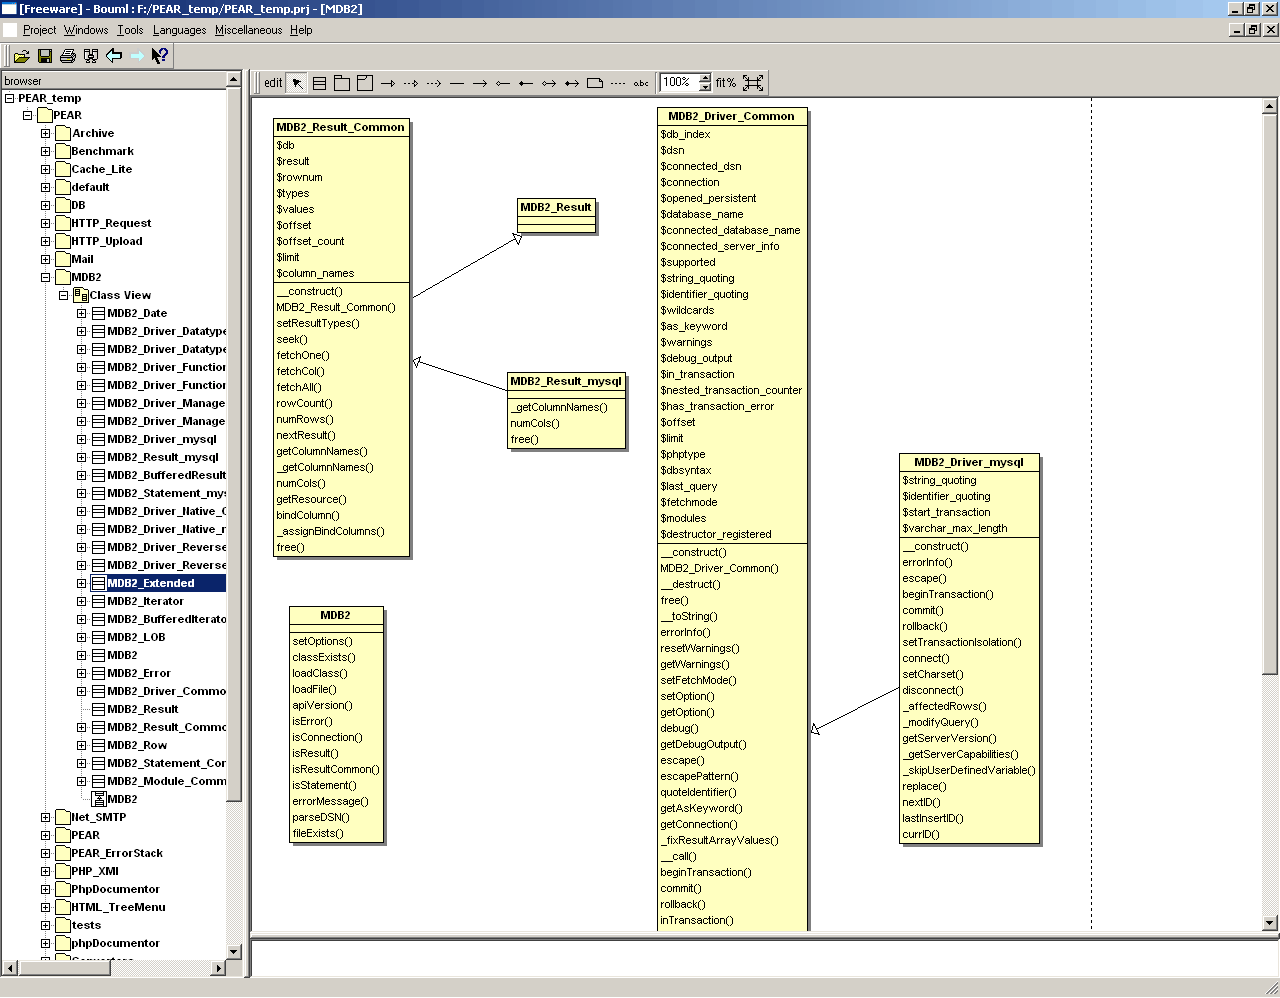 [Freeware] - Bouml : F:/PEAR_temp/PEAR_temp.prj - [MDB2]
Project Windows Tools Languages Miscellaneous Help
browser
PEAR_temp
PEAR
Archive
Benchmark
Cache_Lite
default
DB
HTTP_Request
HTTP_Upload
Mail
MDB2
Class View
MDB2_Date
MDB2_Driver_Datatype
MDB2_Driver_Datatype
MDB2_Driver_Function
MDB2_Driver_Function
MDB2_Driver_Manage
MDB2_Driver_Manage
MDB2_Driver_mysql
MDB2_Result_mysql
MDB2_BufferedResult
MDB2_Statement_mys
MDB2_Driver_Native_
MDB2_Driver_Native_
MDB2_Driver_Reverse
MDB2_Driver_Reverse
MDB2_Extended
MDB2_Iterator
MDB2_BufferedIterato
MDB2_LOB
MDB2
MDB2_Error
MDB2_Driver_Commo
MDB2_Result
MDB2_Result_Commo
MDB2_Row
MDB2_Statement_Cor
MDB2_Module_Comm
MDB2
Net_SMTP
PEAR
PEAR_ErrorStack
PHP_XMI
PhpDocumentor
HTML_TreeMenu
tests
phpDocumentor
edit
abc
100%
fit%
MDB2_Result_Common
$db
$result
$rownum
$types
$values
$offset
$offset_count
$limit
$column_names
__construct()
MDB2_Result_Common()
setResultTypes()
seek()
fetchOne()
fetchCol()
fetchAll()
rowCount()
numRows()
nextResult()
getColumnNames()
_getColumnNames()
numCols()
getResource()
bindColumn()
_assignBindColumns()
free()
MDB2
setOptions()
classExists()
loadClass()
loadFile()
apiVersion()
isError()
isConnection()
isResult()
isResultCommon()
isStatement()
errorMessage()
parseDSN()
fileExists()
MDB2_Result
MDB2_Result_mysql
_getColumnNames()
numCols()
free()
MDB2_Driver_Common
$db_index
$dsn
$connected_dsn
$connection
$opened_persistent
$database_name
$connected_database_name
$connected_server_info
$supported
$string_quoting
$identifier_quoting
$wildcards
$as_keyword
$warnings
$debug_output
$in_transaction
$nested_transaction_counter
$has_transaction_error
$offset
$limit
$phptype
$dbsyntax
$last_query
$fetchmode
$modules
$destructor_registered
__construct()
MDB2_Driver_Common()
__destruct()
free()
__toString()
errorInfo()
resetWarnings()
getWarnings()
setFetchMode()
setOption()
getOption()
debug()
getDebugOutput()
escape()
escapePattern()
quoteIdentifier()
getAsKeyword()
getConnection()
_fixResultArrayValues()
__call()
beginTransaction()
commit()
rollback()
inTransaction()
MDB2_Driver_mysql
$string_quoting
$identifier_quoting
$start_transaction
$varchar_max_length
__construct()
errorInfo()
escape()
beginTransaction()
commit()
rollback()
setTransactionIsolation()
connect()
setCharset()
disconnect()
_affectedRows()
_modifyQuery()
getServerVersion()
_getServerCapabilities()
_skipUserDefinedVariable()
replace()
nextID()
lastInsertID()
currID()